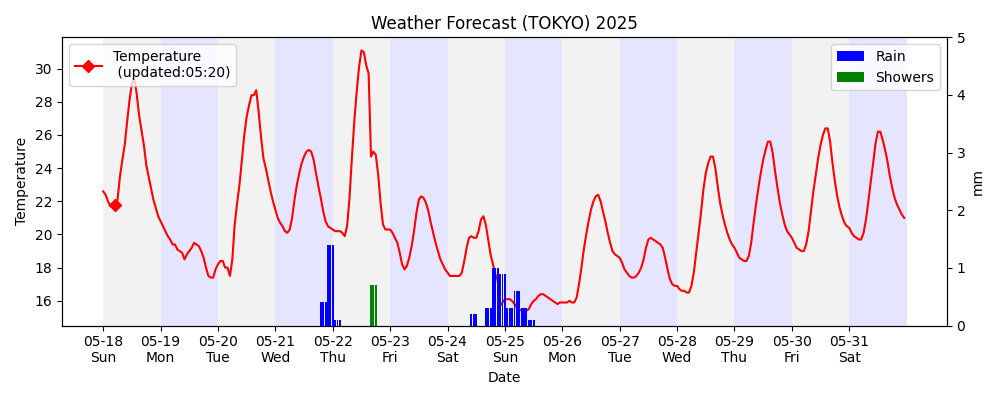 Weather Forecast (TOKYO) 2025
Temperature
(updated:05:20)
Rain
Showers
30
28
26
24
22
20
18
16
Temperature
5
4
3
2
1
0
mm
05-18 05-19 05-20 05-21 05-22 05-23 05-24 05-25 05-26 05-27 05-28 05-29 05-30 05-31
Sun Mon Tue Wed Thu Fri Sat Sun Mon Tue Wed Thu Fri Sat
Date